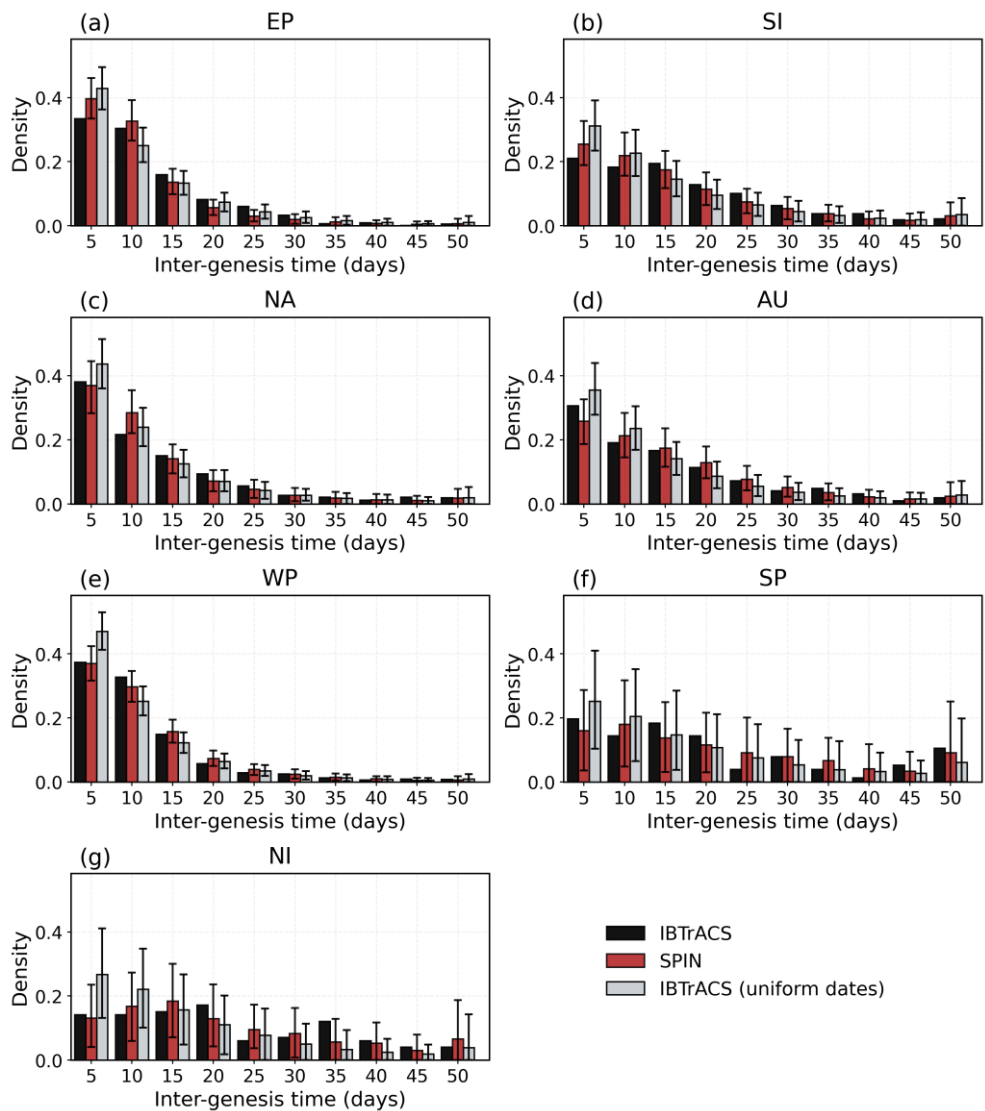 (a) EP
Density
0.4
0.2
0.0
5 10 15 20 25 30 35 40 45 50
Inter-genesis time (days)
(b) SI
Density
0.4
0.2
0.0
5 10 15 20 25 30 35 40 45 50
Inter-genesis time (days)
(c) NA
Density
0.4
0.2
0.0
5 10 15 20 25 30 35 40 45 50
Inter-genesis time (days)
(d) AU
Density
0.4
0.2
0.0
5 10 15 20 25 30 35 40 45 50
Inter-genesis time (days)
(e) WP
Density
0.4
0.2
0.0
5 10 15 20 25 30 35 40 45 50
Inter-genesis time (days)
(f) SP
Density
0.4
0.2
0.0
5 10 15 20 25 30 35 40 45 50
Inter-genesis time (days)
(g) NI
Density
0.4
0.2
0.0
5 10 15 20 25 30 35 40 45 50
Inter-genesis time (days)
IBTrACS
SPIN
IBTrACS (uniform dates)